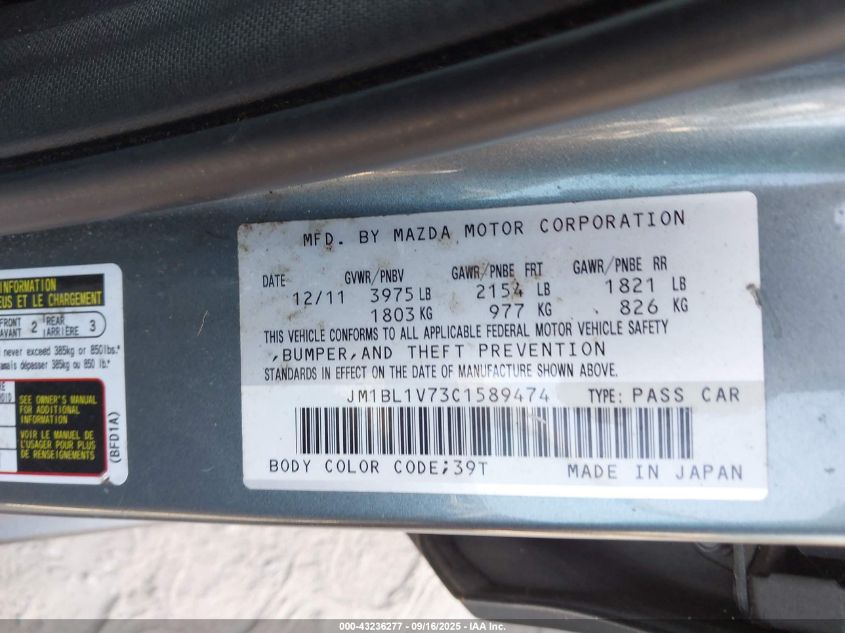 MFD. BY MAZDA MOTOR CORPORATION
DATE GVWR/PNBV GAWR/PNBE FRT GAWR/PNBE RR
12/11 3975 LB 2154 LB 1821 LB
1803 KG 977 KG 826 KG
THIS VEHICLE CONFORMS TO ALL APPLICABLE FEDERAL MOTOR VEHICLE SAFETY
,BUMPER,AND THEFT PREVENTION
STANDARDS IN EFFECT ON THE DATE OF MANUFACTURE SHOWN ABOVE.
JM1BL1V73C1589474 TYPE: PASS CAR
BODY COLOR CODE;39T MADE IN JAPAN
INFORMATION
EUS ET LE CHARGEMENT
FRONT 2 REAR 3
AVANT ARRIÈRE
never exceed 385kg or 850lbs.*
jamais dépasser 385kg ou 850 lb.*
SEE OWNER'S MANUAL
FOR ADDITIONAL
INFORMATION
VOIR LE MANUEL DE
L'USAGER POUR PLUS
DE RENSEIGNEMENTS
(BFD1A)
000-43236277 - 09/16/2025 - IAA Inc.